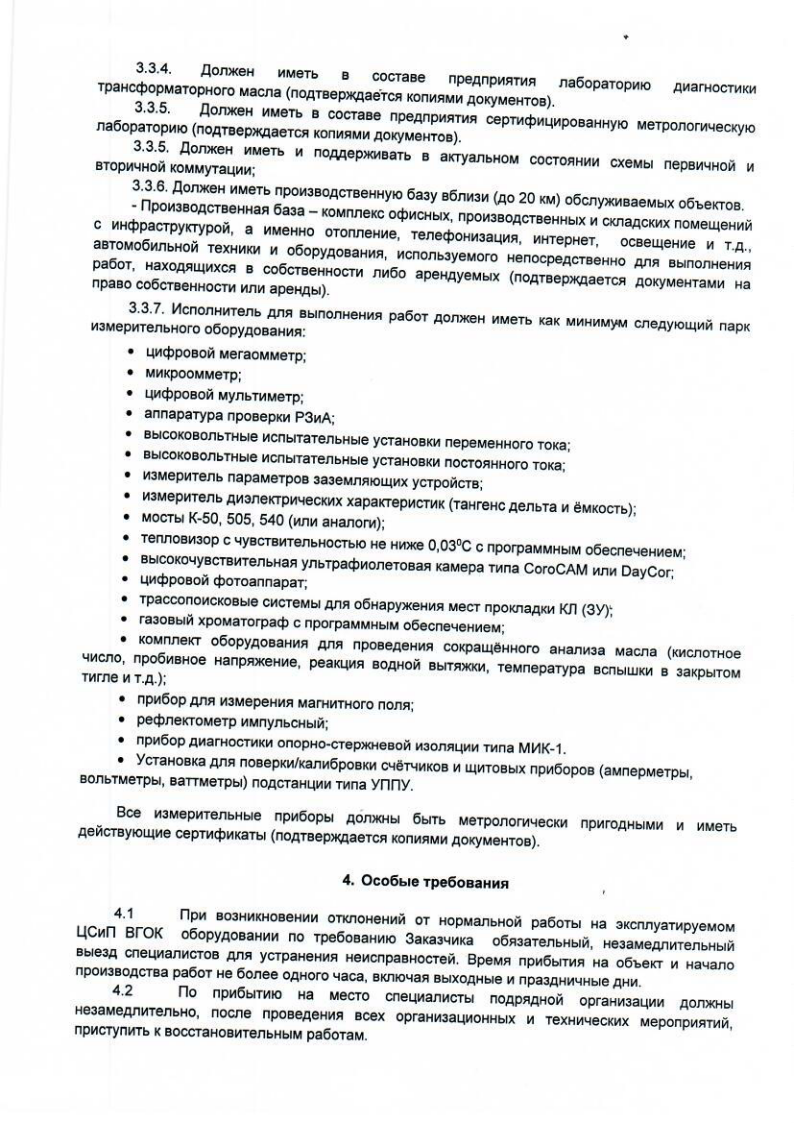 3.3.4. Должен иметь в составе предприятия лабораторию диагностики
трансформаторного масла (подтверждается копиями документов).
3.3.5. Должен иметь в составе предприятия сертифицированную метрологическую
лабораторию (подтверждается копиями документов).
3.3.5. Должен иметь и поддерживать в актуальном состоянии схемы первичной и
вторичной коммутации;
3.3.6. Должен иметь производственную базу вблизи (до 20 км) обслуживаемых объектов.
- Производственная база – комплекс офисных, производственных и складских помещений
с инфраструктурой, а именно отопление, телефонизация, интернет, освещение и т.д.,
автомобильной техники и оборудования, используемого непосредственно для выполнения
работ, находящихся в собственности либо арендуемых (подтверждается документами на
право собственности или аренды).
3.3.7. Исполнитель для выполнения работ должен иметь как минимум следующий парк
измерительного оборудования:
• цифровой мегаомметр;
• микроомметр;
• цифровой мультиметр;
• аппаратура проверки РЗиА;
• высоковольтные испытательные установки переменного тока;
• высоковольтные испытательные установки постоянного тока;
• измеритель параметров заземляющих устройств;
• измеритель диэлектрических характеристик (тангенс дельта и ёмкость);
• мосты К-50, 505, 540 (или аналоги);
• тепловизор с чувствительностью не ниже 0,03⁰С с программным обеспечением;
• высокочувствительная ультрафиолетовая камера типа CoroCAM или DayCor;
• цифровой фотоаппарат;
• трассопоисковые системы для обнаружения мест прокладки КЛ (ЗУ);
• газовый хроматограф с программным обеспечением;
• комплект оборудования для проведения сокращённого анализа масла (кислотное
число, пробивное напряжение, реакция водной вытяжки, температура вспышки в закрытом
тигле и т.д.);
• прибор для измерения магнитного поля;
• рефлектометр импульсный;
• прибор диагностики опорно-стержневой изоляции типа МИК-1.
• Установка для поверки/калибровки счётчиков и щитовых приборов (амперметры,
вольтметры, ваттметры) подстанции типа УППУ.
Все измерительные приборы должны быть метрологически пригодными и иметь
действующие сертификаты (подтверждается копиями документов).
4. Особые требования
4.1 При возникновении отклонений от нормальной работы на эксплуатируемом
ЦСиП ВГОК оборудовании по требованию Заказчика обязательный, незамедлительный
выезд специалистов для устранения неисправностей. Время прибытия на объект и начало
производства работ не более одного часа, включая выходные и праздничные дни.
4.2 По прибытию на место специалисты подрядной организации должны
незамедлительно, после проведения всех организационных и технических мероприятий,
приступить к восстановительным работам.